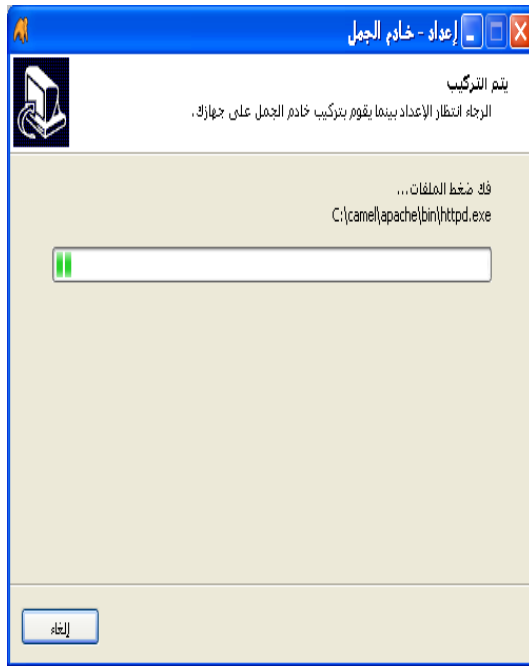 إعداد - خادم الجمل
يتم التركيب
الرجاء انتظار الإعداد بينما يقوم بتركيب خادم الجمل على جهازك.
فك ضغط الملفات...
C:\camel\apache\bin\httpd.exe
إلغاء